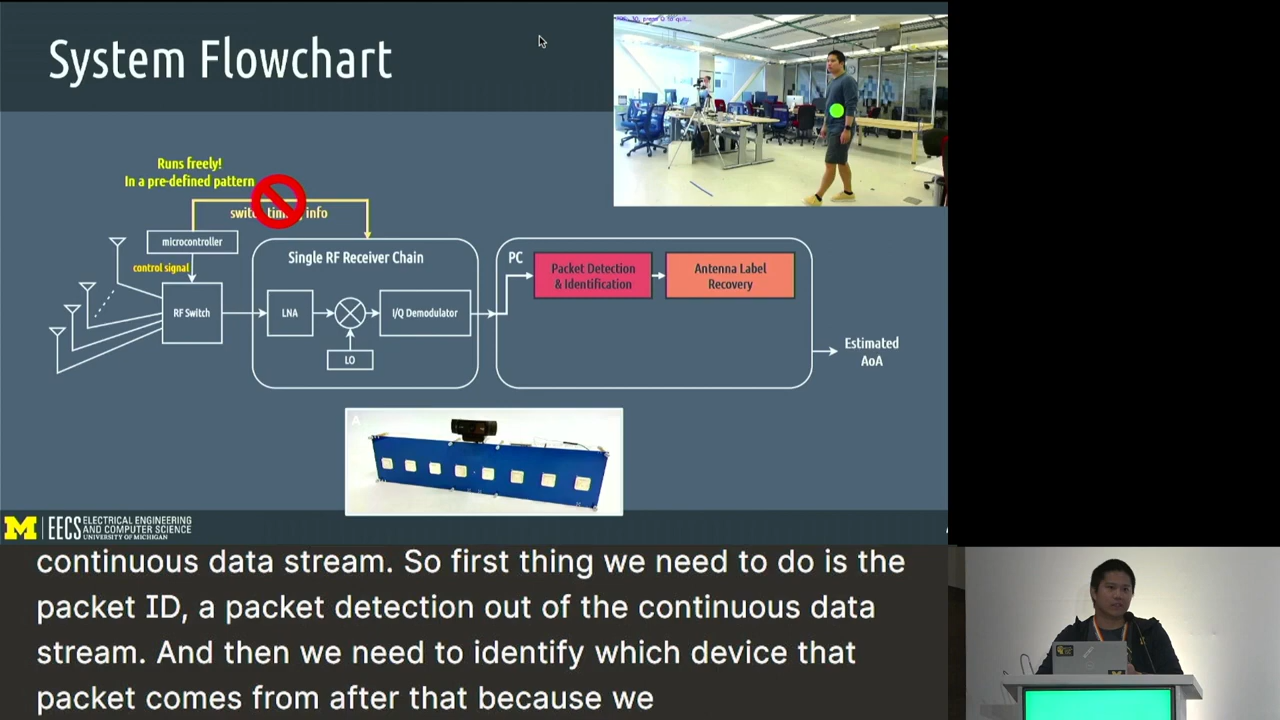 System Flowchart
Runs freely!
In a pre-defined pattern
info
microcontroller
control signal
RF Switch
Single RF Receiver Chain
LNA
LO
I/Q Demodulator
PC
Packet Detection
& Identification
Antenna Label
Recovery
Estimated
AoA
M
EECS
ELECTRICAL ENGINEERING
AND COMPUTER SCIENCE
UNIVERSITY OF MICHIGAN
continuous data stream. So first thing we need to do is the
packet ID, a packet detection out of the continuous data
stream. And then we need to identify which device that
packet comes from after that because we